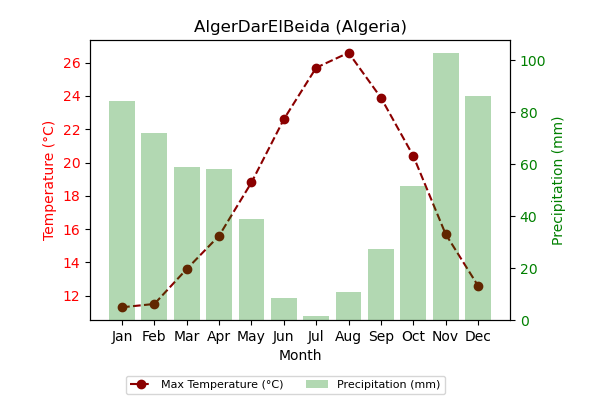 AlgerDarElBeida (Algeria)
26
24
22
20
18
16
14
12
Temperature (°C)
100
80
60
40
20
0
Precipitation (mm)
Jan Feb Mar Apr May Jun Jul Aug Sep Oct Nov Dec
Month
Max Temperature (°C) Precipitation (mm)